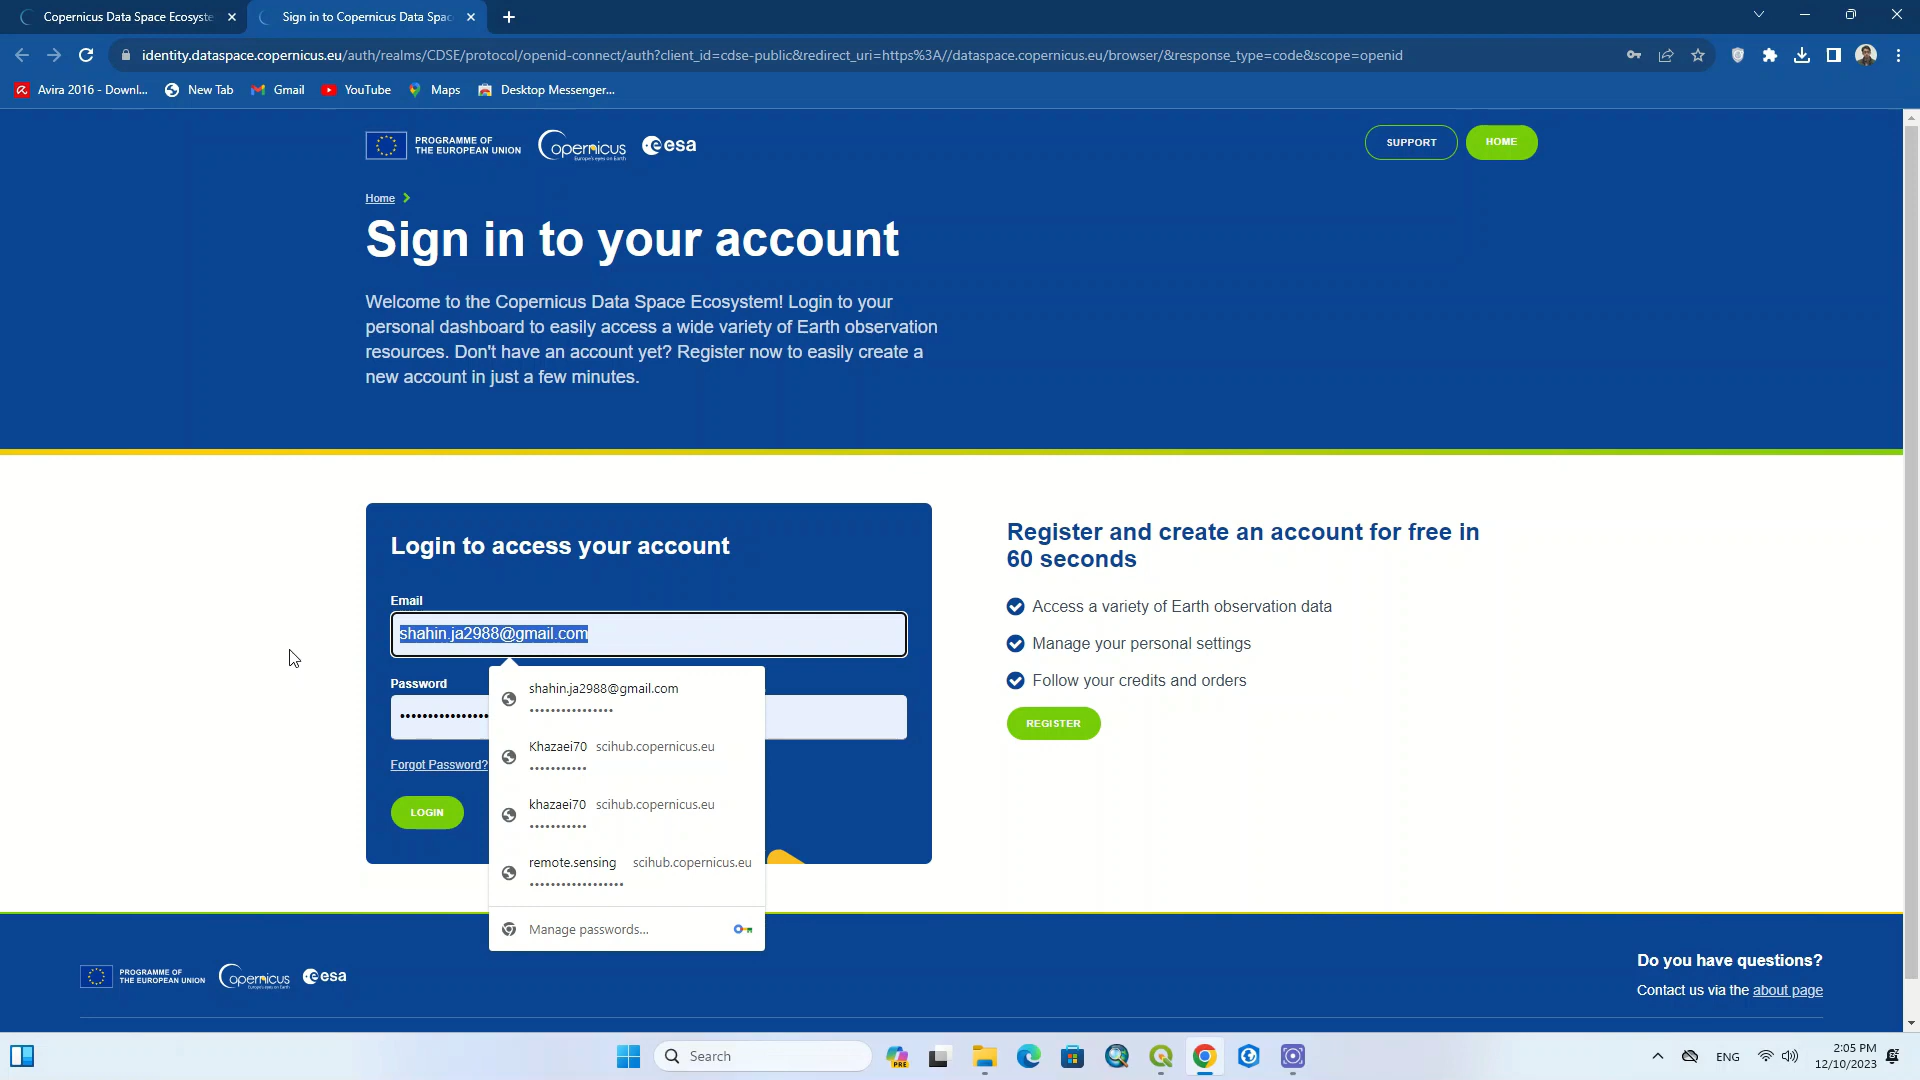 Copernicus Data Space Ecosyste
Sign in to Copernicus Data Spac
identity.dataspace.copernicus.eu/auth/realms/CDSE/protocol/openid-connect/auth?client_id=cdse-public&redirect_uri=https%3A//dataspace.copernicus.eu/browser/&response_type=code&scope=openid
Avira 2016 - Downl...
New Tab
Gmail
YouTube
Maps
Desktop Messenger...
PROGRAMME OF
THE EUROPEAN UNION
opernicus
Europe's eyes on Earth
esa
SUPPORT
HOME
Home
Sign in to your account
Welcome to the Copernicus Data Space Ecosystem! Login to your
personal dashboard to easily access a wide variety of Earth observation
resources. Don't have an account yet? Register now to easily create a
new account in just a few minutes.
Login to access your account
Email
shahin.ja2988@gmail.com
Password
Forgot Password?
LOGIN
shahin.ja2988@gmail.com
Khazaei70 scihub.copernicus.eu
khazaei70 scihub.copernicus.eu
remote.sensing scihub.copernicus.eu
Manage passwords...
Register and create an account for free in
60 seconds
Access a variety of Earth observation data
Manage your personal settings
Follow your credits and orders
REGISTER
PROGRAMME OF
THE EUROPEAN UNION
opernicus
Europe's eyes on Earth
esa
Do you have questions?
Contact us via the about page
Search
PRE
ENG
2:05 PM
12/10/2023